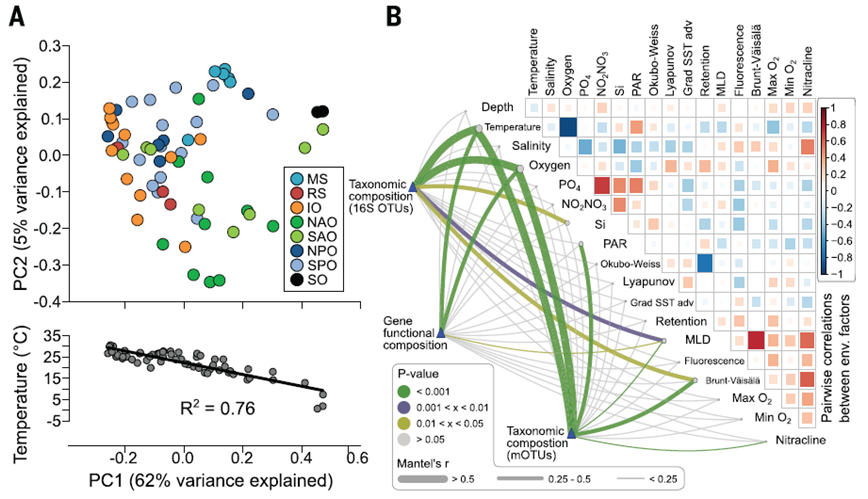 A
PC2 (5% variance explained)
0.3
0.2
0.1
0.0
-0.1
-0.2
-0.3
-0.4
MS
RS
IO
NAO
SAO
NPO
SPO
SO
Temperature (°C)
35
25
15
5
-5
R² = 0.76
-0.2
0.0
0.2
0.4
0.6
PC1 (62% variance explained)
B
Temperature
Salinity
Oxygen
PO₄
NO₂NO₃
Si
PAR
Okubo-Weiss
Lyapunov
Grad SST adv
Retention
MLD
Fluorescence
Brunt-Väisälä
Max O₂
Min O₂
Nitracline
Depth
Temperature
Salinity
Oxygen
PO₄
NO₂NO₃
Si
PAR
Okubo-Weiss
Lyapunov
Grad SST adv
Retention
MLD
Fluorescence
Brunt-Väisälä
Max O₂
Min O₂
Nitracline
Taxonomic
composition
(16S OTUs)
Gene
functional
composition
Taxonomic
compostion
(mOTUs)
1
0.8
0.6
0.4
0.2
0
-0.2
-0.4
-0.6
-0.8
-1
Pairwise correlations
between env. factors
P-value
< 0.001
0.001 < x < 0.01
0.01 < x < 0.05
> 0.05
Mantel's r
> 0.5
0.25 - 0.5
< 0.25